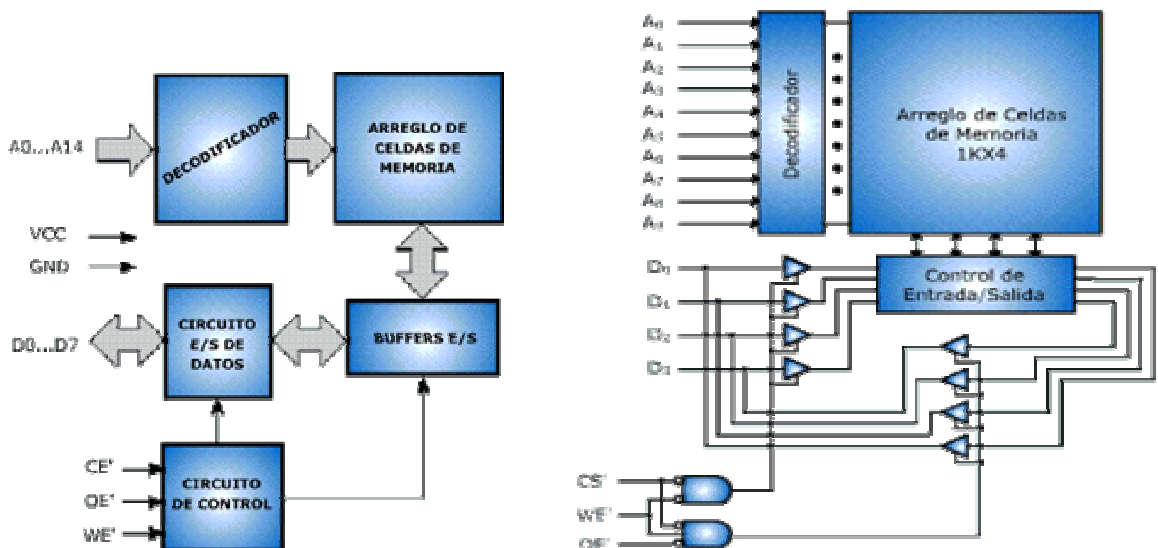 DECODIFICADOR
ARREGLO DE
CELDAS DE
MEMORIA
A0...A14
VCC
GND
D0...D7
CIRCUITO
E/S DE
DATOS
BUFFERS E/S
CE'
OE'
WE'
CIRCUITO
DE CONTROL
A0
A1
A2
A3
A4
A5
A6
A7
A8
A9
Decodificador
Arreglo de Celdas
de Memoria
1KX4
D0
D1
D2
D3
Control de
Entrada/Salida
CS'
WE'
OE'